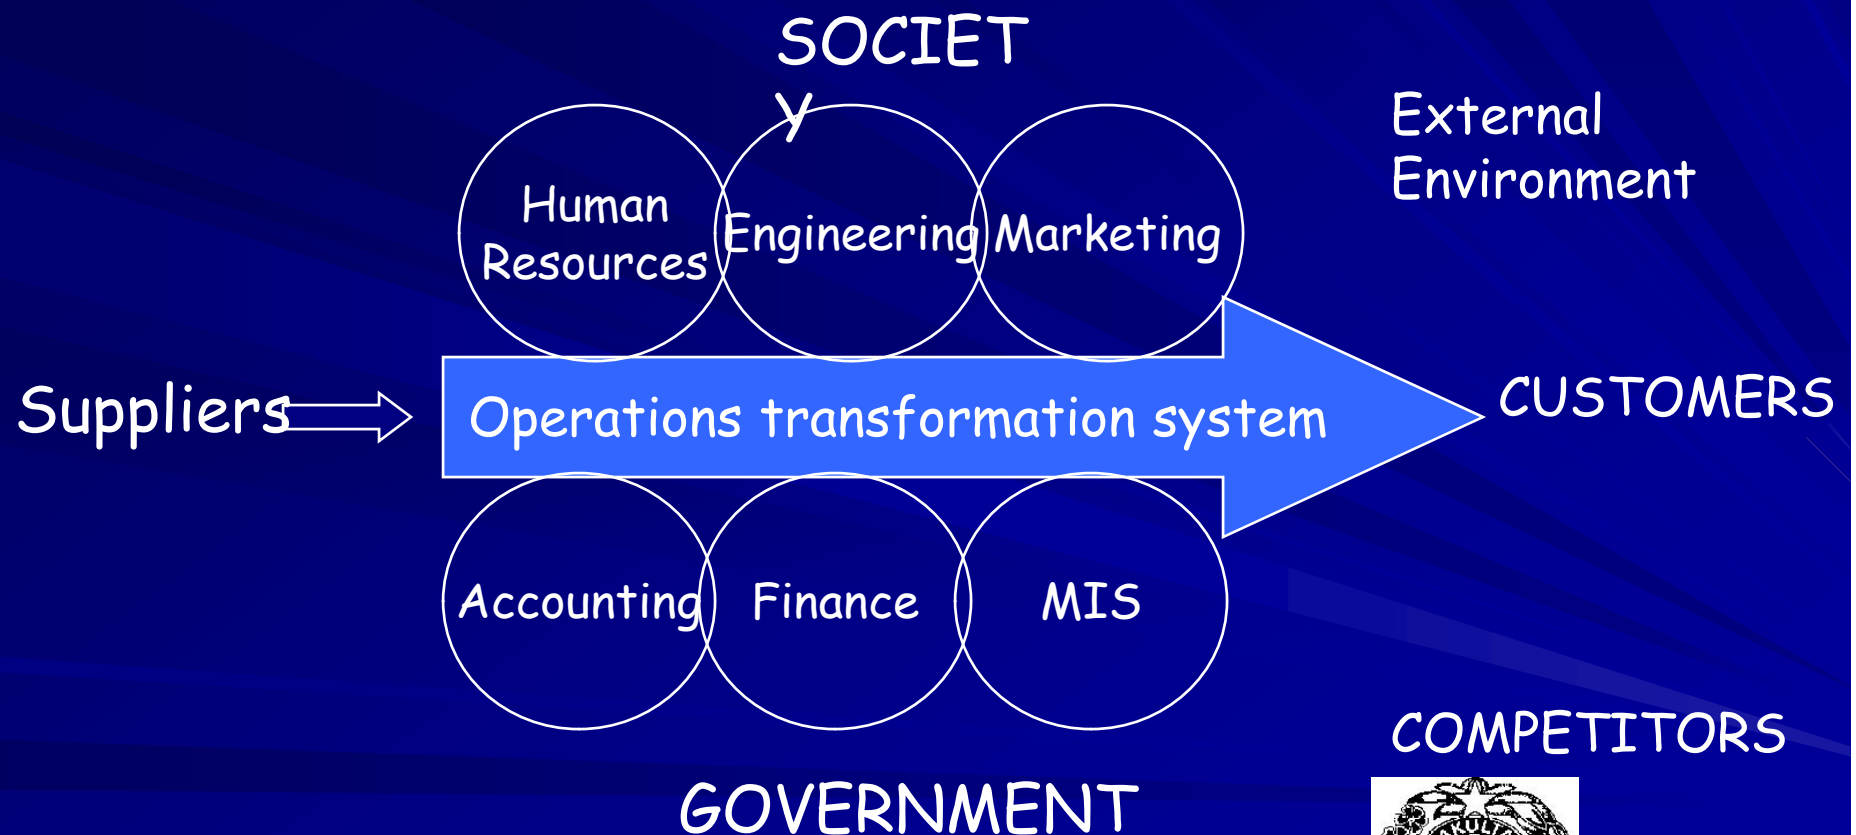 SOCIET
Y
External
Environment
Human
Resources
Engineering
Marketing
Suppliers
Operations transformation system
CUSTOMERS
Accounting
Finance
MIS
COMPETITORS
GOVERNMENT